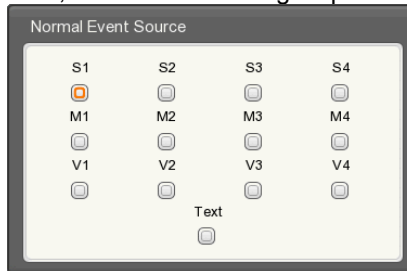 Normal Event Source
S1 S2 S3 S4
M1 M2 M3 M4
V1 V2 V3 V4
Text